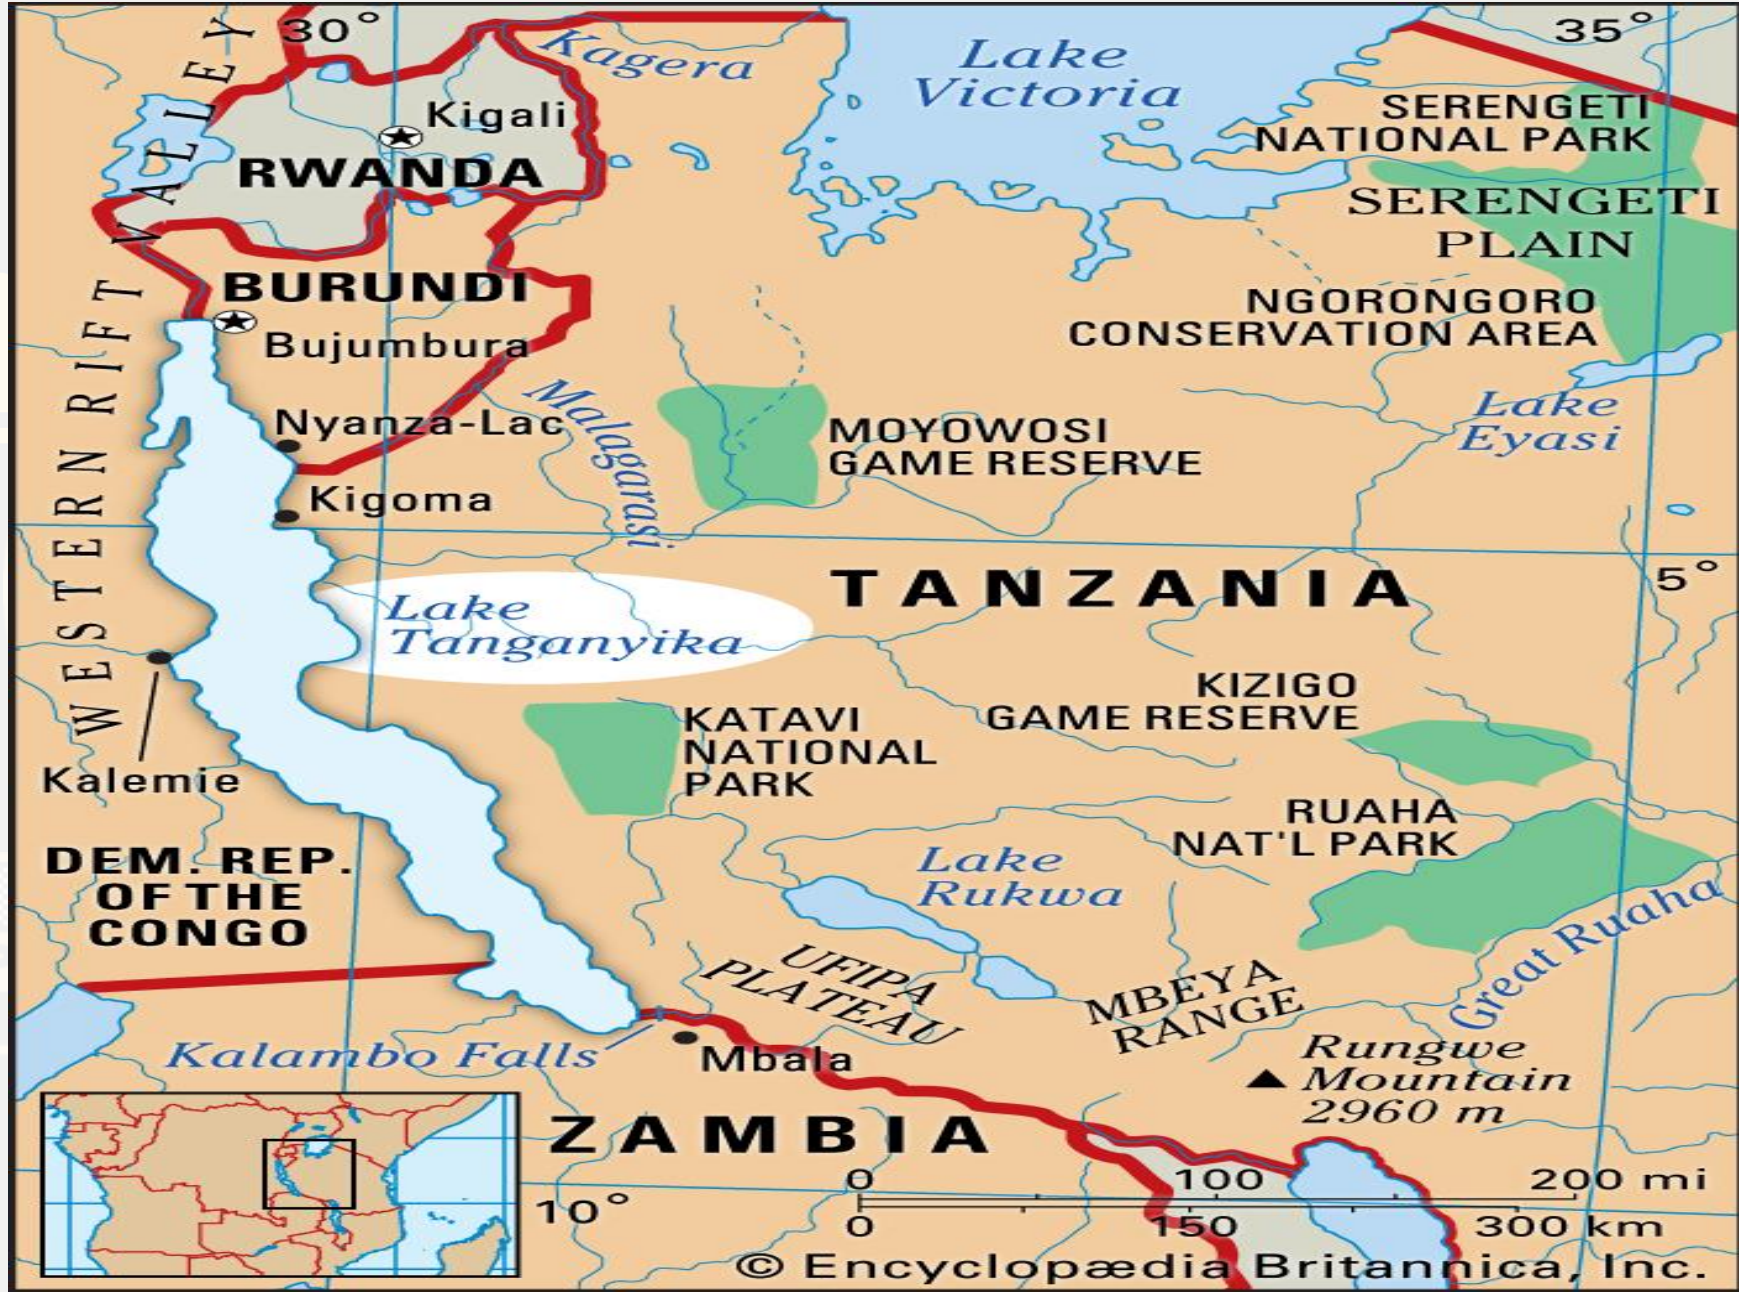 30°
35°
Kagera
Lake
Victoria
Kigali
RWANDA
SERENGETI
NATIONAL PARK
SERENGETI
PLAIN
WESTERN RIFT VALLEY
BURUNDI
Bujumbura
NGORONGORO
CONSERVATION AREA
Nyanza-Lac
Malagarasi
MOYOWOSI
GAME RESERVE
Lake
Eyasi
Kigoma
TANZANIA
5°
Lake
Tanganyika
KIZIGO
GAME RESERVE
KATAVI
NATIONAL
PARK
Kalemie
RUAHA
NAT'L PARK
DEM. REP.
OF THE
CONGO
Lake
Rukwa
Great Ruaha
UFIPA
PLATEAU
MBEYA
RANGE
Kalambo Falls
Mbala
Rungwe
Mountain
2960 m
ZAMBIA
10°
0 100 200 mi
0 150 300 km
© Encyclopædia Britannica, Inc.